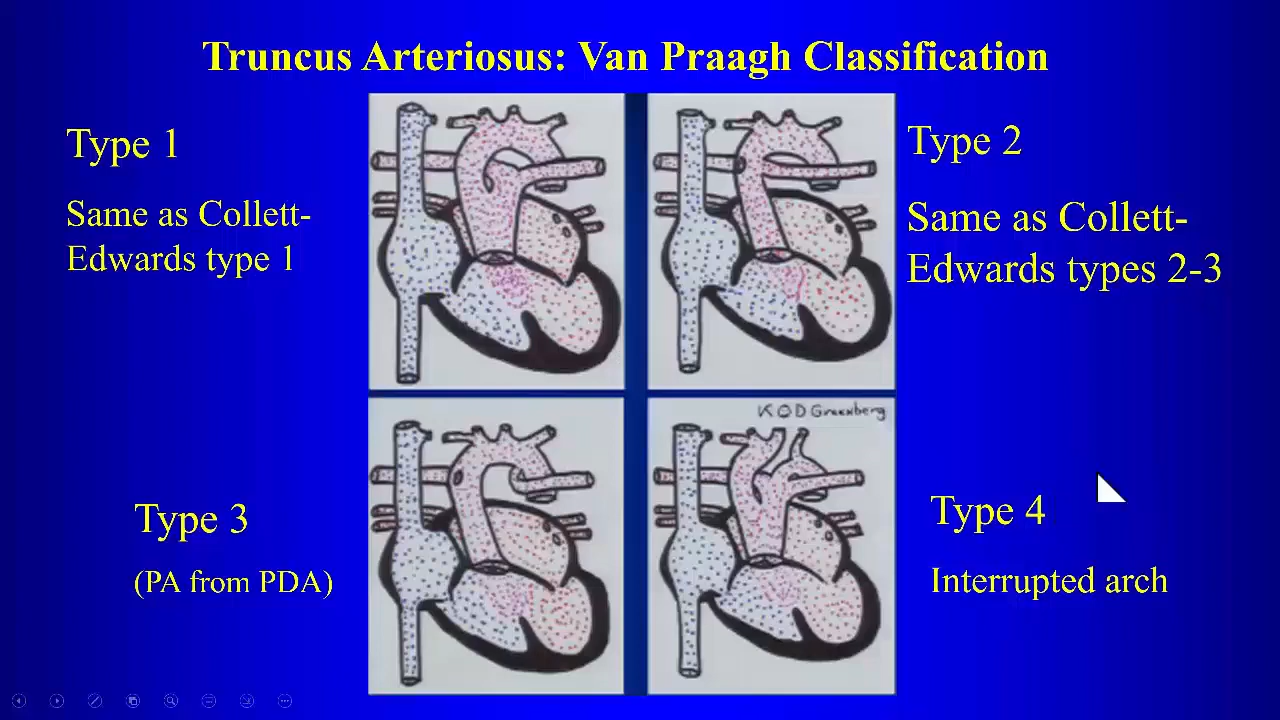 Truncus Arteriosus: Van Praagh Classification
Type 1
Same as Collett-
Edwards type 1
Type 2
Same as Collett-
Edwards types 2-3
Type 3
(PA from PDA)
K O D Greenberg
Type 4
Interrupted arch